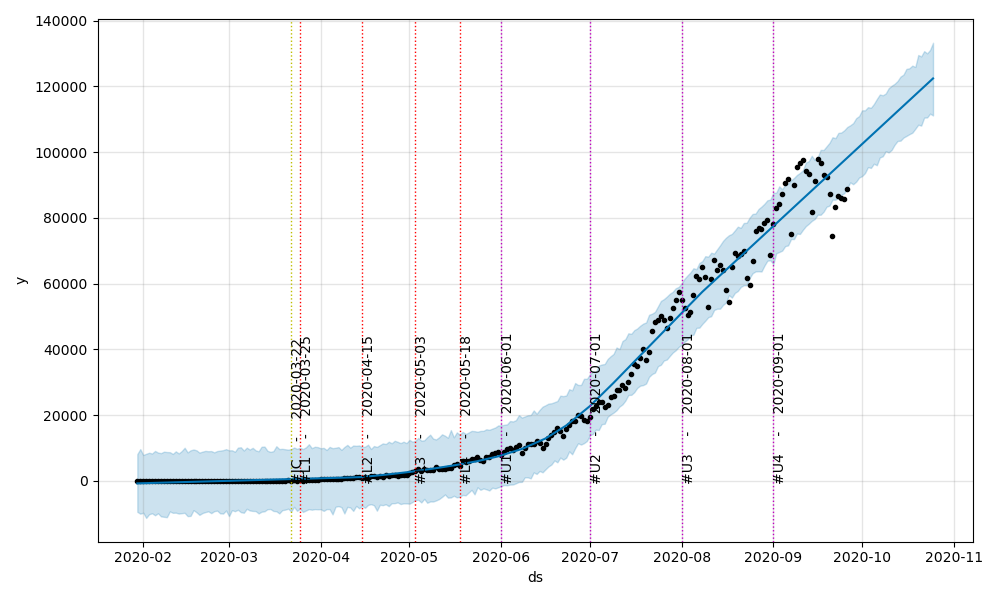 140000
120000
100000
80000
60000
40000
20000
0
y
#JC - 2020-03-22
#L1 - 2020-03-25
#L2 - 2020-04-15
#L3 - 2020-05-03
#L4 - 2020-05-18
#U1 - 2020-06-01
#U2 - 2020-07-01
#U3 - 2020-08-01
#U4 - 2020-09-01
2020-02
2020-03
2020-04
2020-05
2020-06
2020-07
2020-08
2020-09
2020-10
2020-11
ds